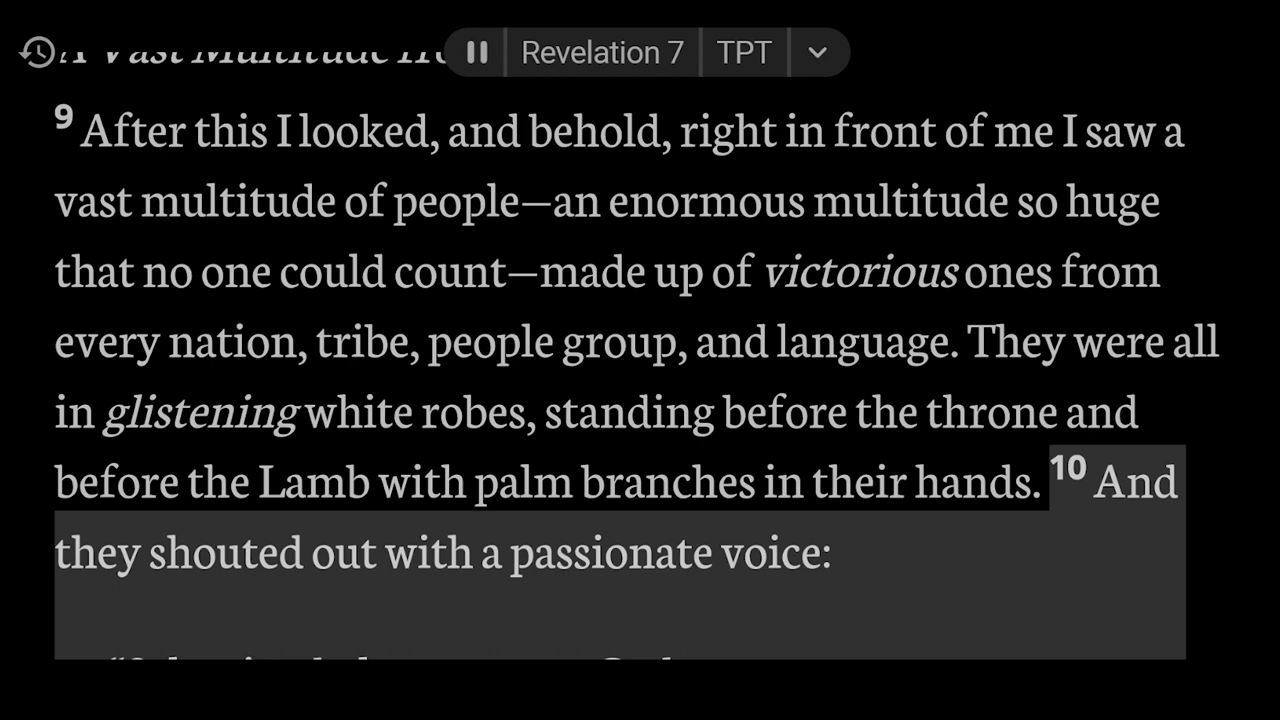 A Vast Multitude
Revelation 7 TPT
9 After this I looked, and behold, right in front of me I saw a
vast multitude of people—an enormous multitude so huge
that no one could count—made up of victorious ones from
every nation, tribe, people group, and language. They were all
in glistening white robes, standing before the throne and
before the Lamb with palm branches in their hands. 10 And
they shouted out with a passionate voice: